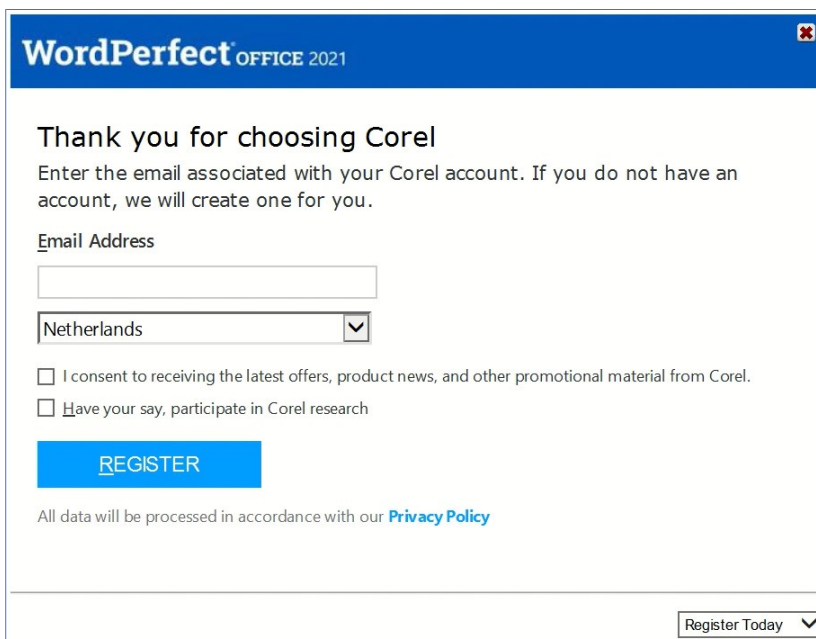 WordPerfect OFFICE 2021
Thank you for choosing Corel
Enter the email associated with your Corel account. If you do not have an
account, we will create one for you.
Email Address
Netherlands
I consent to receiving the latest offers, product news, and other promotional material from Corel.
Have your say, participate in Corel research
REGISTER
All data will be processed in accordance with our Privacy Policy
Register Today